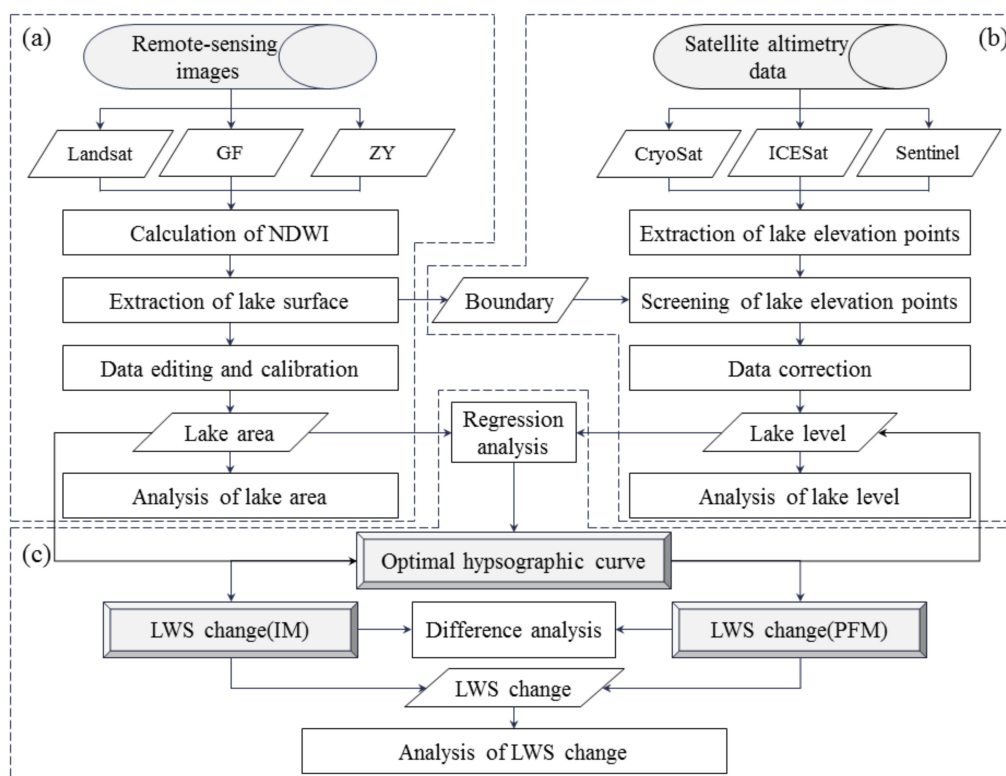 (a)
Remote-sensing
images
Landsat
GF
ZY
Calculation of NDWI
Extraction of lake surface
Data editing and calibration
Lake area
Analysis of lake area
(b)
Satellite altimetry
data
CryoSat
ICESat
Sentinel
Extraction of lake elevation points
Boundary
Screening of lake elevation points
Data correction
Lake level
Analysis of lake level
Regression
analysis
(c)
Optimal hypsographic curve
LWS change(IM)
Difference analysis
LWS change(PFM)
LWS change
Analysis of LWS change